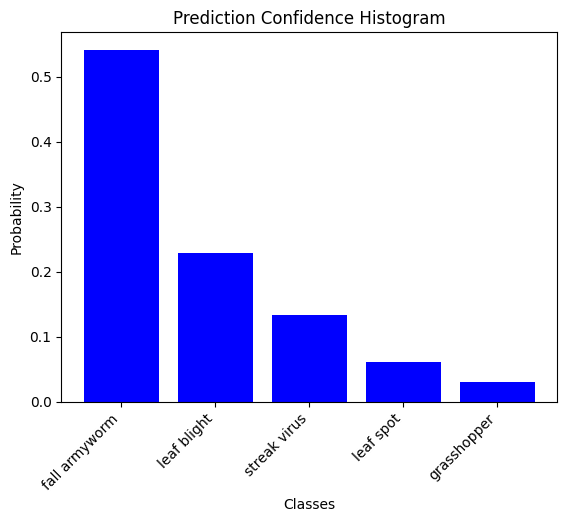 Prediction Confidence Histogram
Probability
0.5
0.4
0.3
0.2
0.1
0.0
fall armyworm
leaf blight
streak virus
leaf spot
grasshopper
Classes